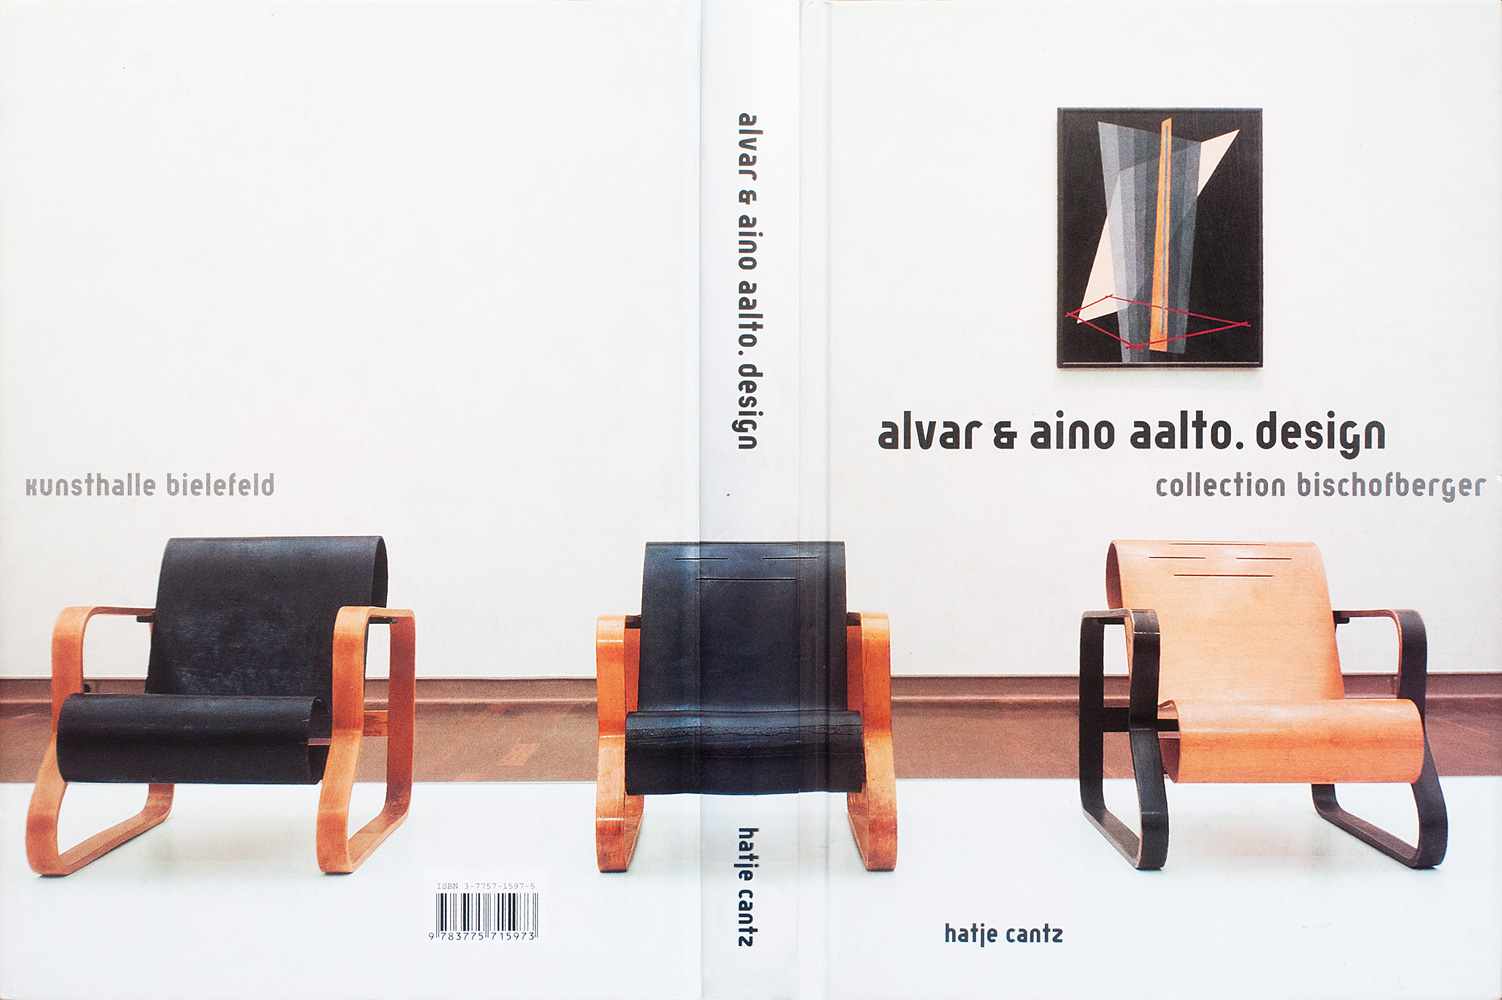 kunsthalle bielefeld
ISBN 3-7757-1597-5
9 783775 715973
alvar & aino aalto. design
hatje cantz
alvar & aino aalto. design
collection bischofberger
hatje cantz